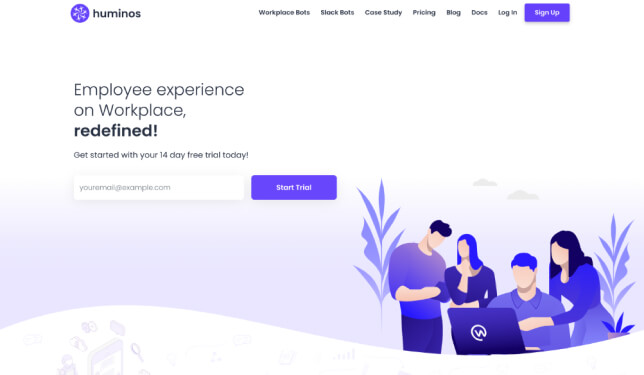 huminos
Workplace Bots Slack Bots Case Study Pricing Blog Docs Log In Sign Up
Employee experience
on Workplace,
redefined!
Get started with your 14 day free trial today!
youremail@example.com Start Trial